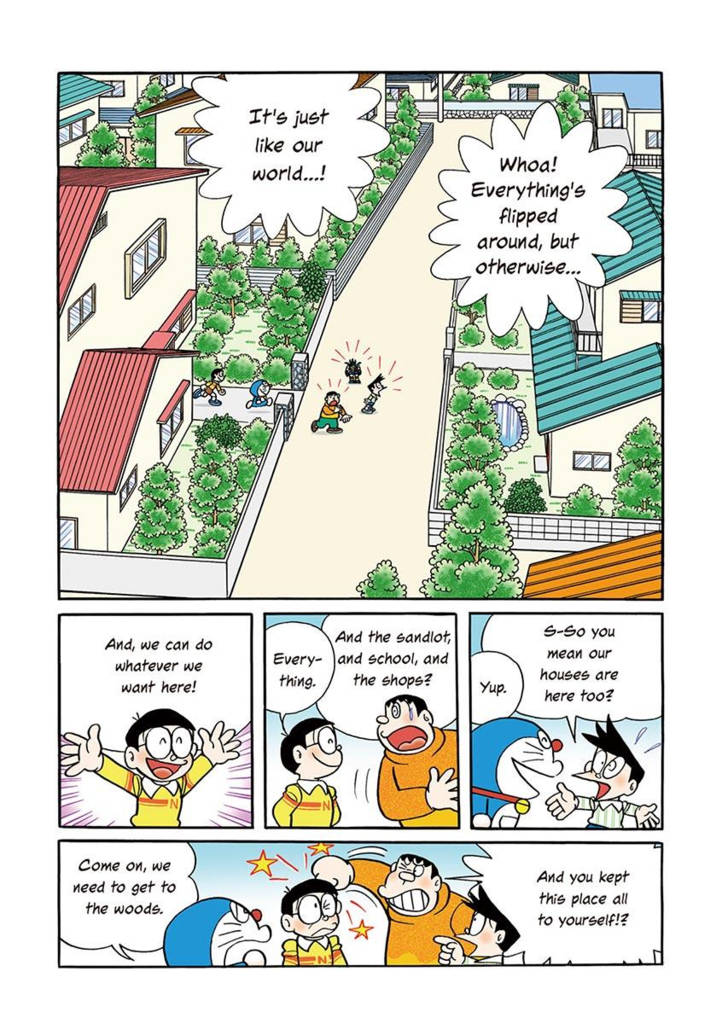 Whoa!
Everything's
flipped
around, but
otherwise...
It's just
like our
world...!
S-So you
mean our
houses are
here too?
Yup.
And the sandlot,
and school, and
the shops?
Every-
thing.
And, we can do
whatever we
want here!
N
And you kept
this place all
to yourself!?
N
Come on, we
need to get to
the woods.